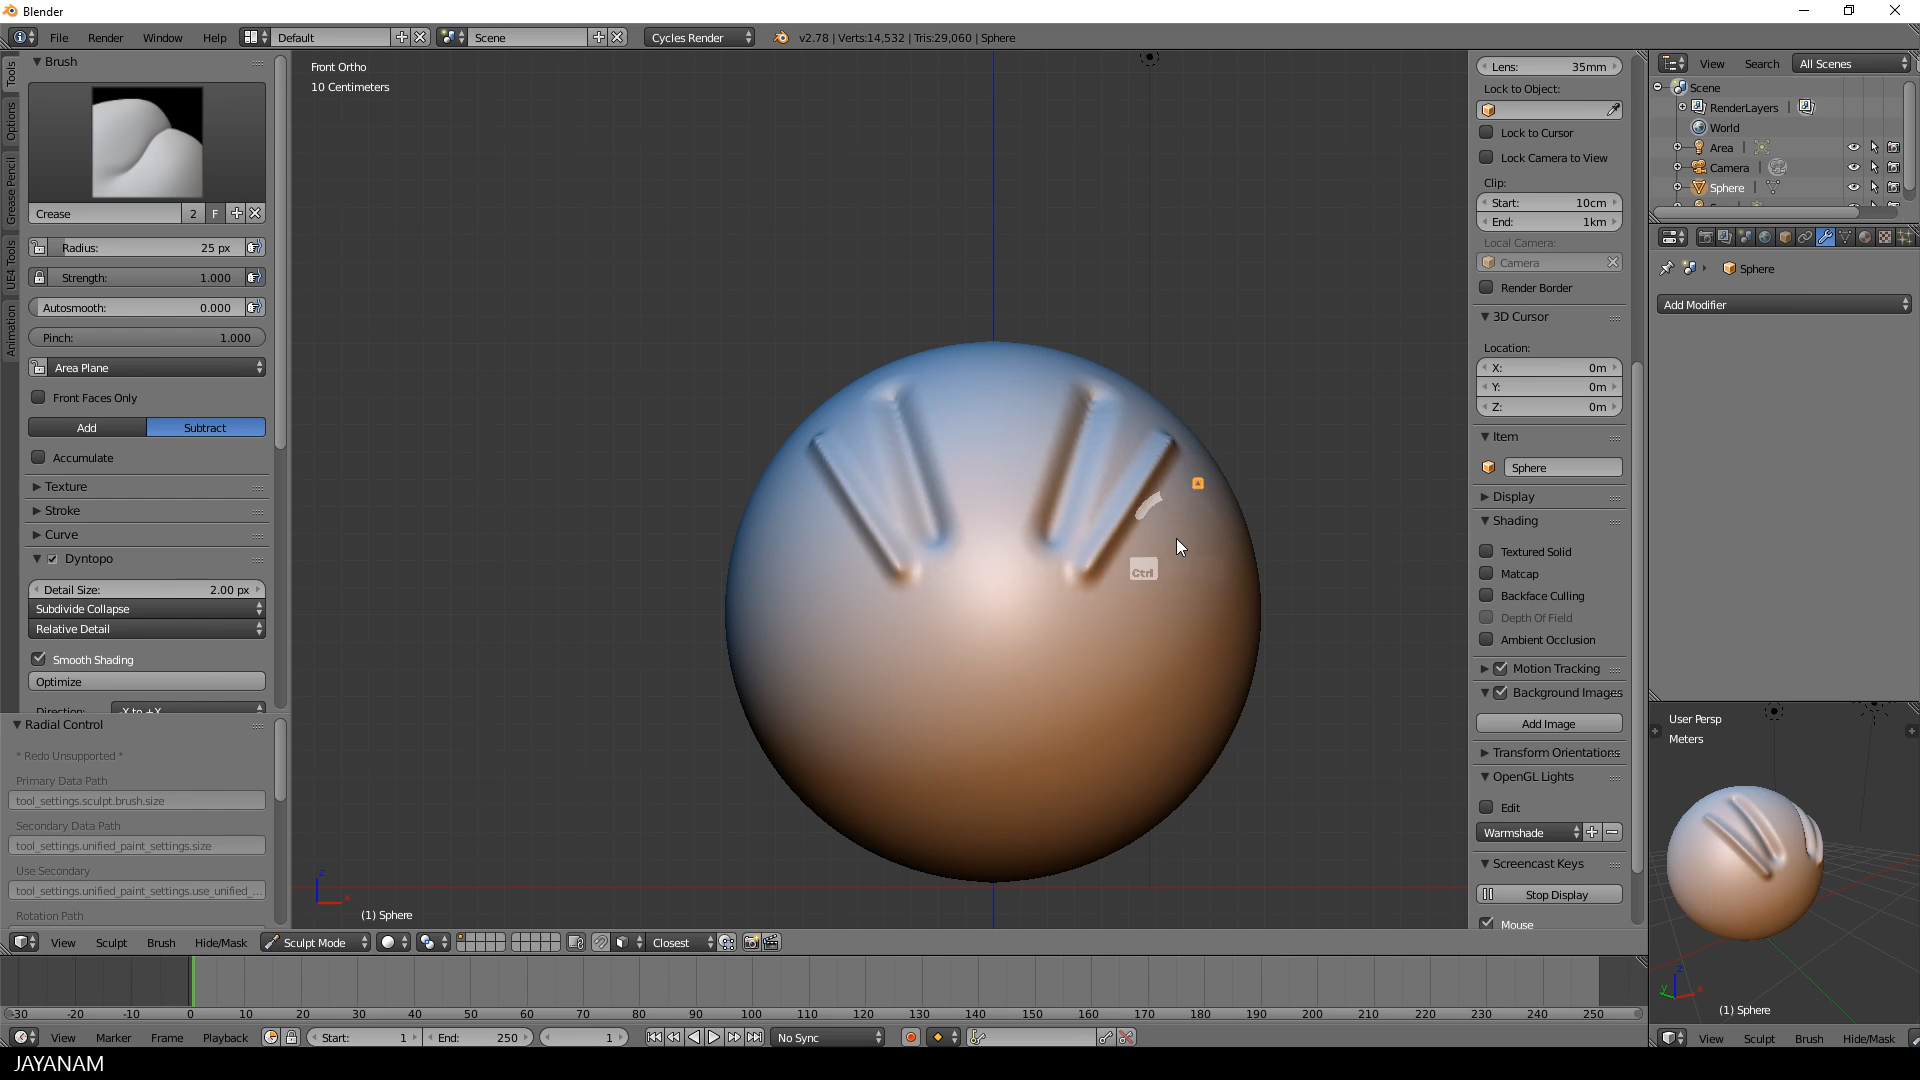 Blender
File Render Window Help Default Scene Cycles Render v2.78 | Verts:14,532 | Tris:29,060 | Sphere
Tools
Options
Grease Pencil
UE4 Tools
Animation
Brush
Crease 2 F
Radius: 25 px
Strength: 1.000
Autosmooth: 0.000
Pinch: 1.000
Area Plane
Front Faces Only
Add Subtract
Accumulate
Texture
Stroke
Curve
Dyntopo
Detail Size: 2.00 px
Subdivide Collapse
Relative Detail
Smooth Shading
Optimize
Direction: -X to +X
Radial Control
* Redo Unsupported *
Primary Data Path
tool_settings.sculpt.brush.size
Secondary Data Path
tool_settings.unified_paint_settings.size
Use Secondary
tool_settings.unified_paint_settings.use_unified_...
Rotation Path
Front Ortho
10 Centimeters
Ctrl
z
x
(1) Sphere
Lens: 35mm
Lock to Object:
Lock to Cursor
Lock Camera to View
Clip:
Start: 10cm
End: 1km
Local Camera:
Camera
Render Border
3D Cursor
Location:
X: 0m
Y: 0m
Z: 0m
Item
Sphere
Display
Shading
Textured Solid
Matcap
Backface Culling
Depth Of Field
Ambient Occlusion
Motion Tracking
Background Images
Add Image
Transform Orientations
OpenGL Lights
Edit
Warmshade
Screencast Keys
Stop Display
Mouse
View Search All Scenes
Scene
RenderLayers
World
Area
Camera
Sphere
Sphere
Add Modifier
User Persp
Meters
z
y x
(1) Sphere
View Sculpt Brush Hide/Mask Sculpt Mode Closest
-30 -20 -10 0 10 20 30 40 50 60 70 80 90 100 110 120 130 140 150 160 170 180 190 200 210 220 230 240 250
View Marker Frame Playback Start: 1 End: 250 1 No Sync
View Sculpt Brush Hide/Mask
JAYANAM